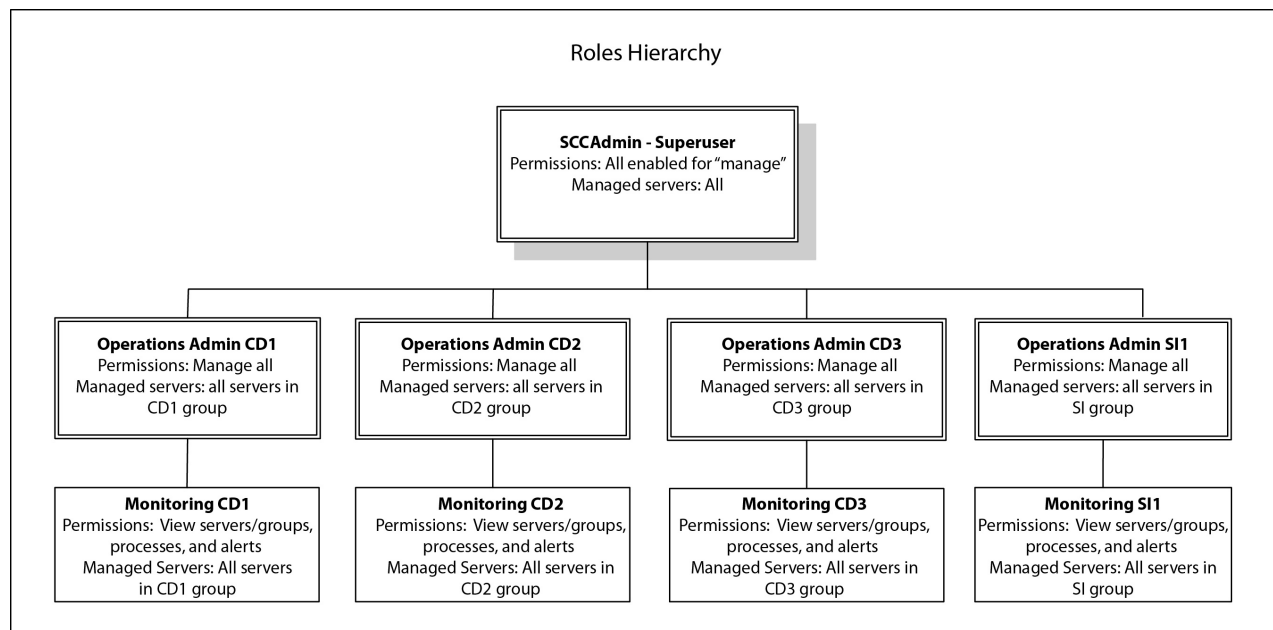 Roles Hierarchy
SCCAdmin - Superuser
Permissions: All enabled for “manage”
Managed servers: All
Operations Admin CD1
Permissions: Manage all
Managed servers: all servers in
CD1 group
Operations Admin CD2
Permissions: Manage all
Managed servers: all servers in
CD2 group
Operations Admin CD3
Permissions: Manage all
Managed servers: all servers in
CD3 group
Operations Admin SI1
Permissions: Manage all
Managed servers: all servers in
SI group
Monitoring CD1
Permissions: View servers/groups,
processes, and alerts
Managed Servers: All servers
in CD1 group
Monitoring CD2
Permissions: View servers/groups,
processes, and alerts
Managed Servers: All servers in
CD2 group
Monitoring CD3
Permissions: View servers/groups,
processes, and alerts
Managed Servers: All servers in
CD3 group
Monitoring SI1
Permissions: View servers/groups,
processes, and alerts
Managed Servers: All servers in
SI group